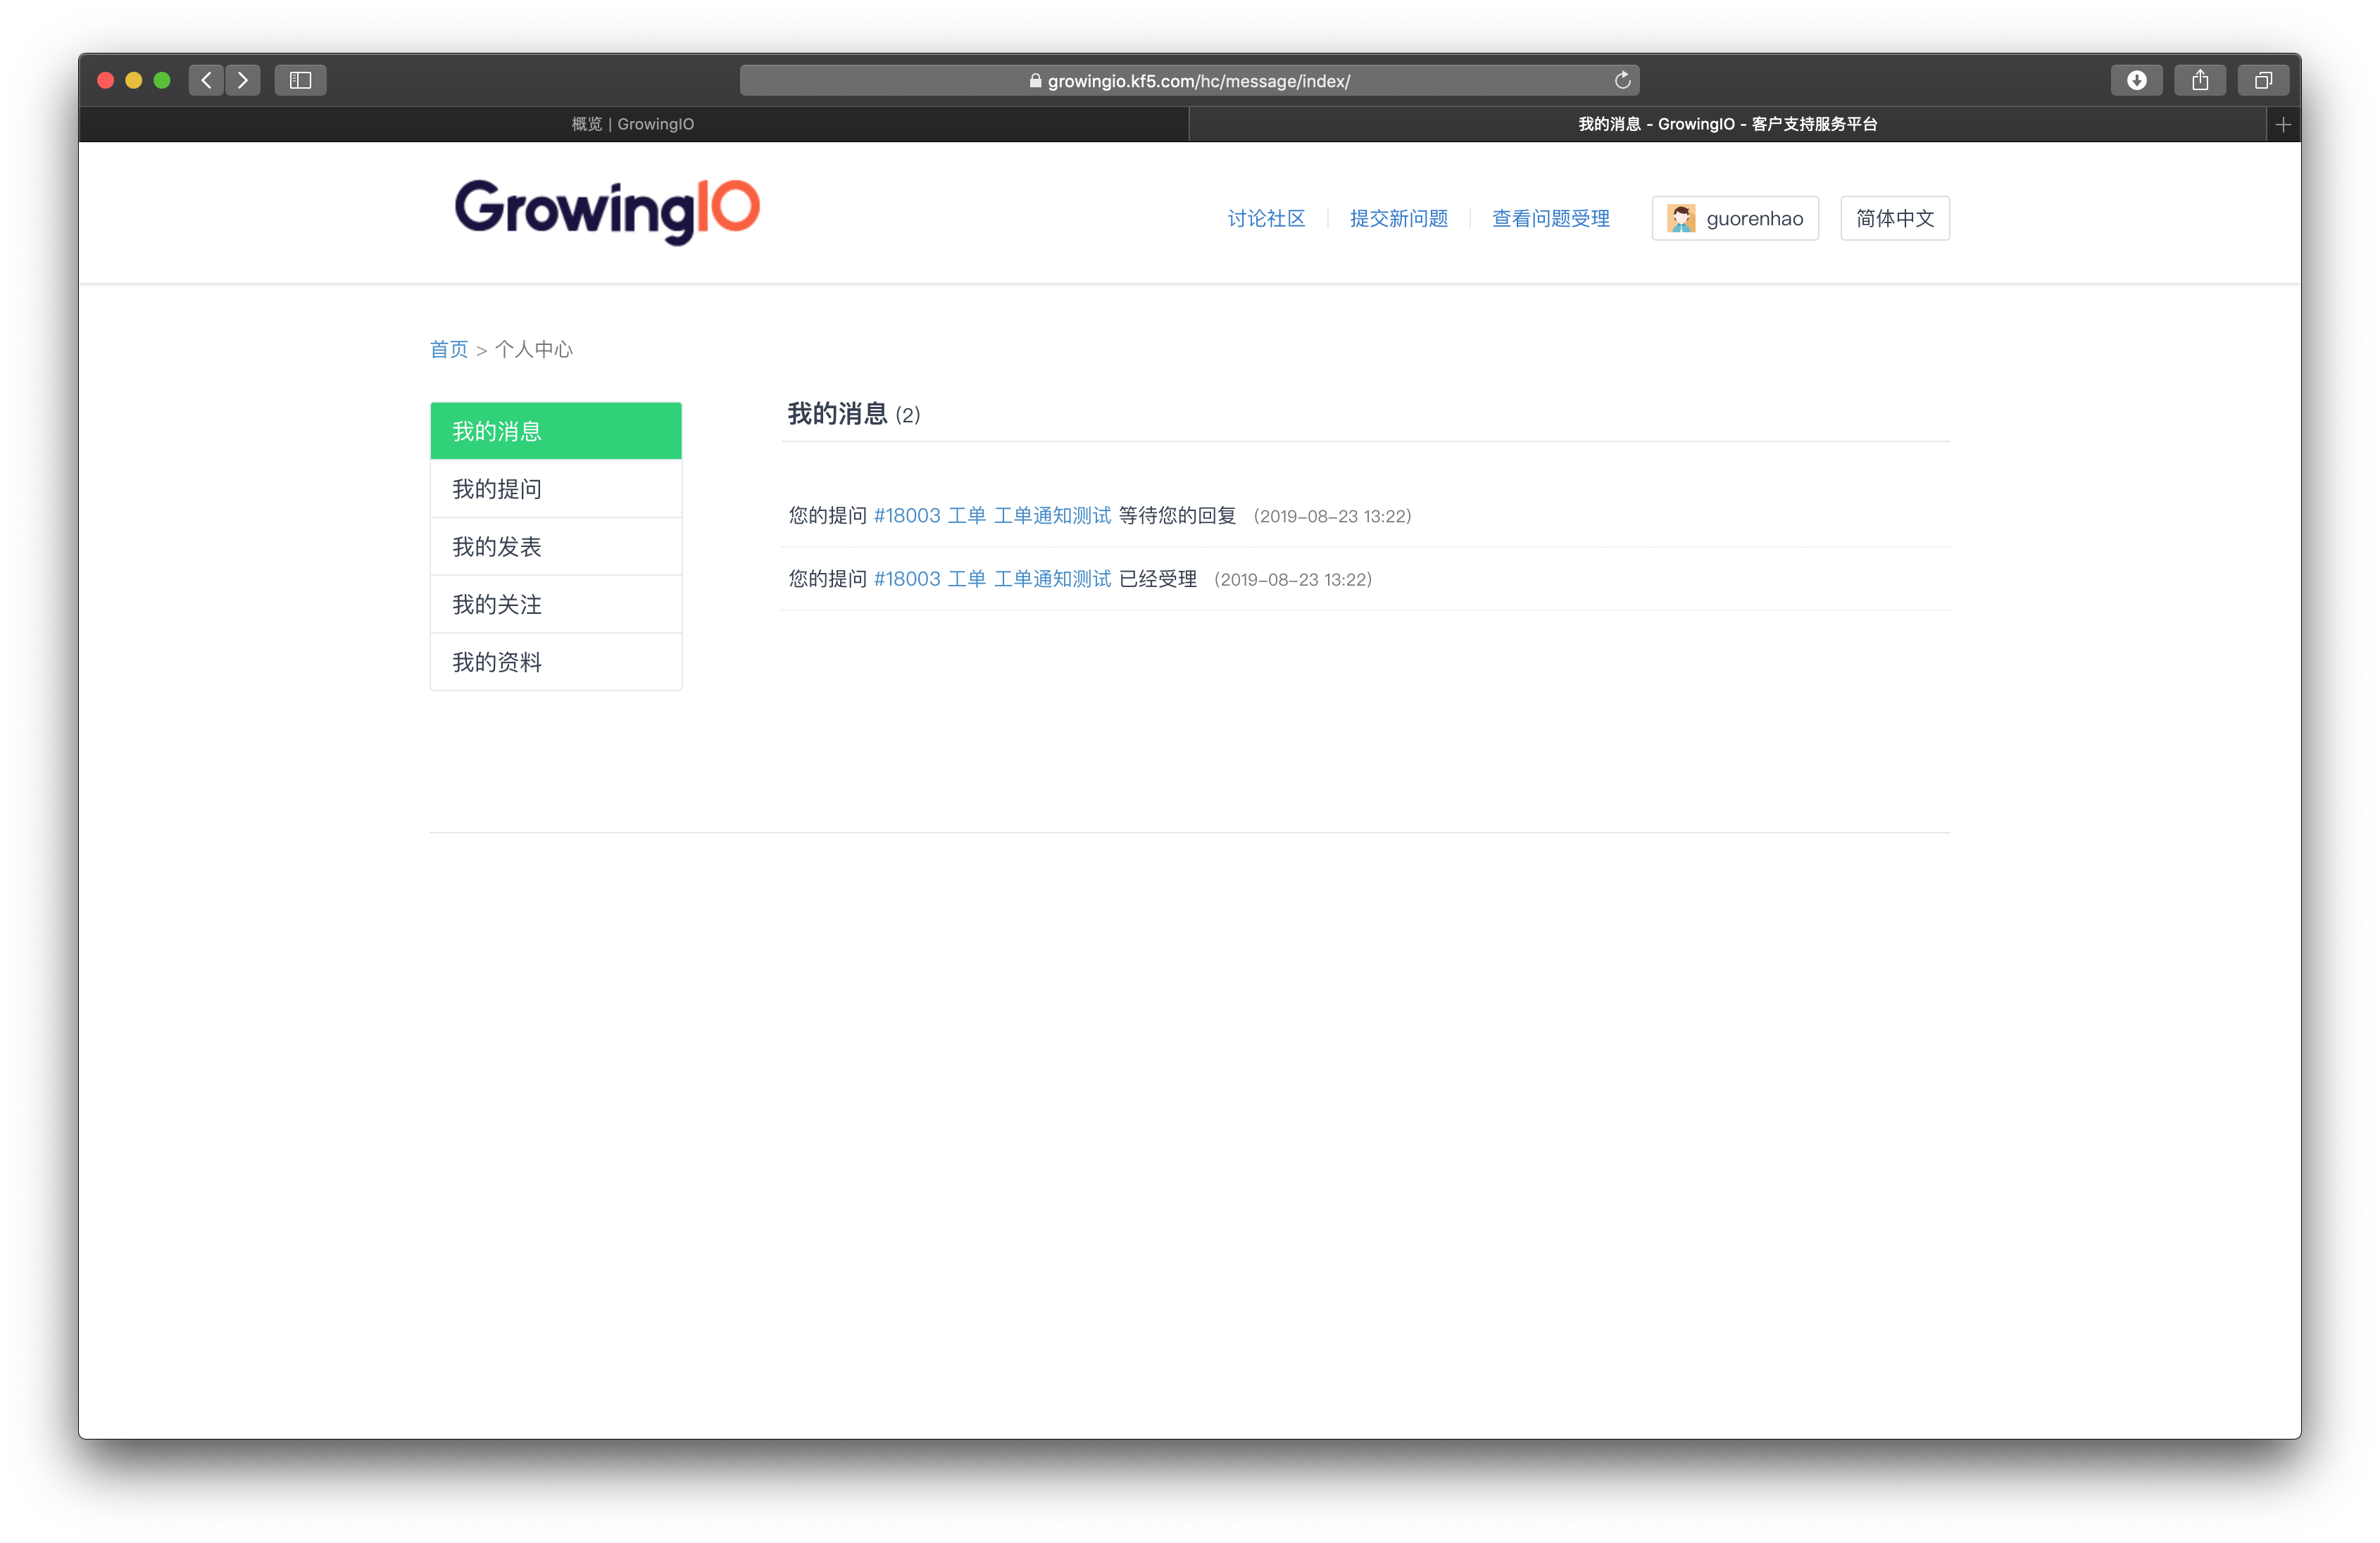 growingio.kf5.com/hc/message/index/
概览 | GrowingIO
我的消息 - GrowingIO - 客户支持服务平台
GrowingIO
讨论社区
提交新问题
查看问题受理
guorenhao
简体中文
首页 > 个人中心
我的消息
我的提问
我的发表
我的关注
我的资料
我的消息 (2)
您的提问 #18003 工单 工单通知测试 等待您的回复 (2019-08-23 13:22)
您的提问 #18003 工单 工单通知测试 已经受理 (2019-08-23 13:22)